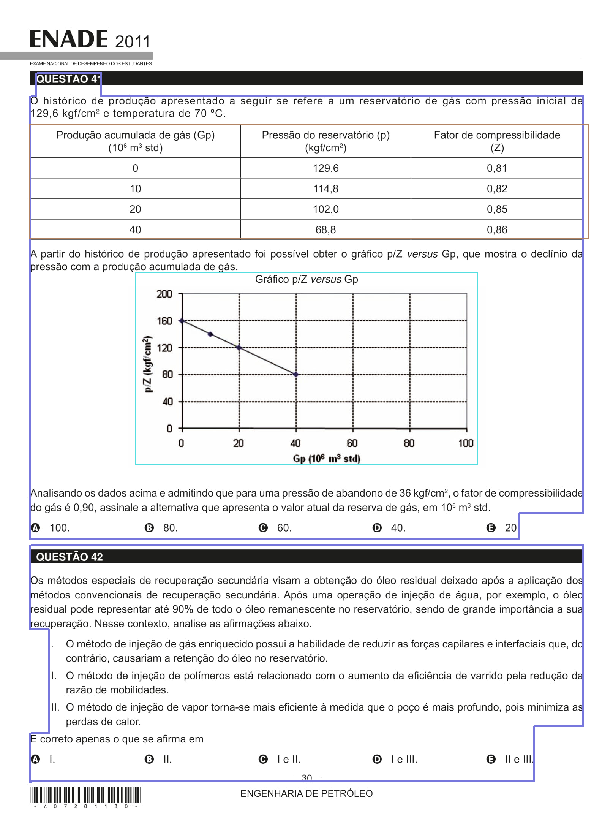 ENADE 2011
EXAME NACIONAL DE DESEMPENHO DOS ESTUDANTES
QUESTÃO 41
O histórico de produção apresentado a seguir se refere a um reservatório de gás com pressão inicial de
129,6 kgf/cm² e temperatura de 70 ºC.
Produção acumulada de gás (Gp) Pressão do reservatório (p) Fator de compressibilidade
(10⁶ m³ std) (kgf/cm²) (Z)
0 129,6 0,81
10 114,8 0,82
20 102,0 0,85
40 68,8 0,86
A partir do histórico de produção apresentado foi possível obter o gráfico p/Z versus Gp, que mostra o declínio da
pressão com a produção acumulada de gás.
Gráfico p/Z versus Gp
200
160
120
80
40
0
p/Z (kgf/cm²)
0 20 40 60 80 100
Gp (10⁶ m³ std)
Analisando os dados acima e admitindo que para uma pressão de abandono de 36 kgf/cm², o fator de compressibilidade
do gás é 0,90, assinale a alternativa que apresenta o valor atual da reserva de gás, em 10⁶ m³ std.
A 100. B 80. C 60. D 40. E 20
QUESTÃO 42
Os métodos especiais de recuperação secundária visam a obtenção do óleo residual deixado após a aplicação dos
métodos convencionais de recuperação secundária. Após uma operação de injeção de água, por exemplo, o óleo
residual pode representar até 90% de todo o óleo remanescente no reservatório, sendo de grande importância a sua
recuperação. Nesse contexto, analise as afirmações abaixo.
I. O método de injeção de gás enriquecido possui a habilidade de reduzir as forças capilares e interfaciais que, do
contrário, causariam a retenção do óleo no reservatório.
II. O método de injeção de polímeros está relacionado com o aumento da eficiência de varrido pela redução da
razão de mobilidades.
III. O método de injeção de vapor torna-se mais eficiente à medida que o poço é mais profundo, pois minimiza as
perdas de calor.
É correto apenas o que se afirma em
A I. B II. C I e II. D I e III. E II e III.
30
ENGENHARIA DE PETRÓLEO